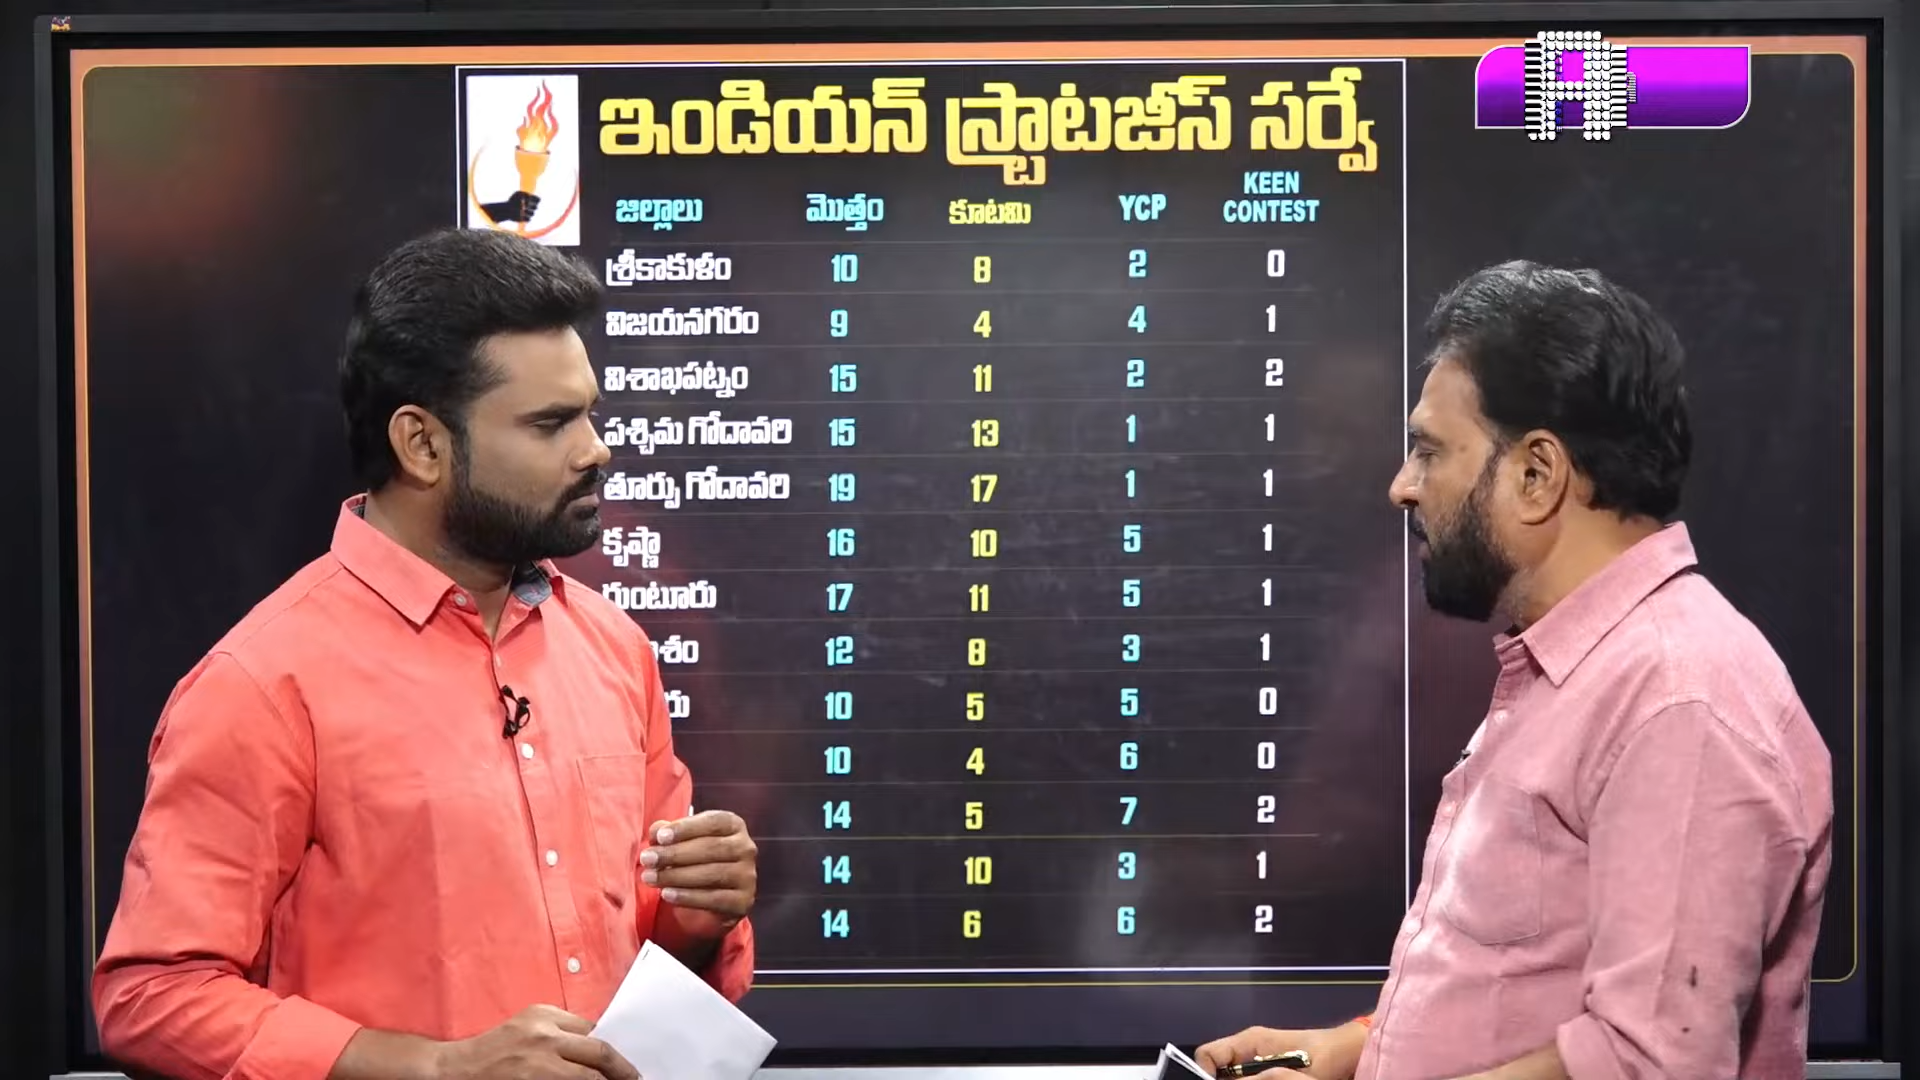 ఇండియన్ స్ట్రాటజీస్ సర్వే
జిల్లాలు మొత్తం కూటమి YCP KEEN CONTEST
శ్రీకాకుళం 10 8 2 0
విజయనగరం 9 4 4 1
విశాఖపట్నం 15 11 2 2
పశ్చిమ గోదావరి 15 13 1 1
తూర్పు గోదావరి 19 17 1 1
కృష్ణా 16 10 5 1
గుంటూరు 17 11 5 1
శం 12 8 3 1
రు 10 5 5 0
10 4 6 0
14 5 7 2
14 10 3 1
14 6 6 2
A